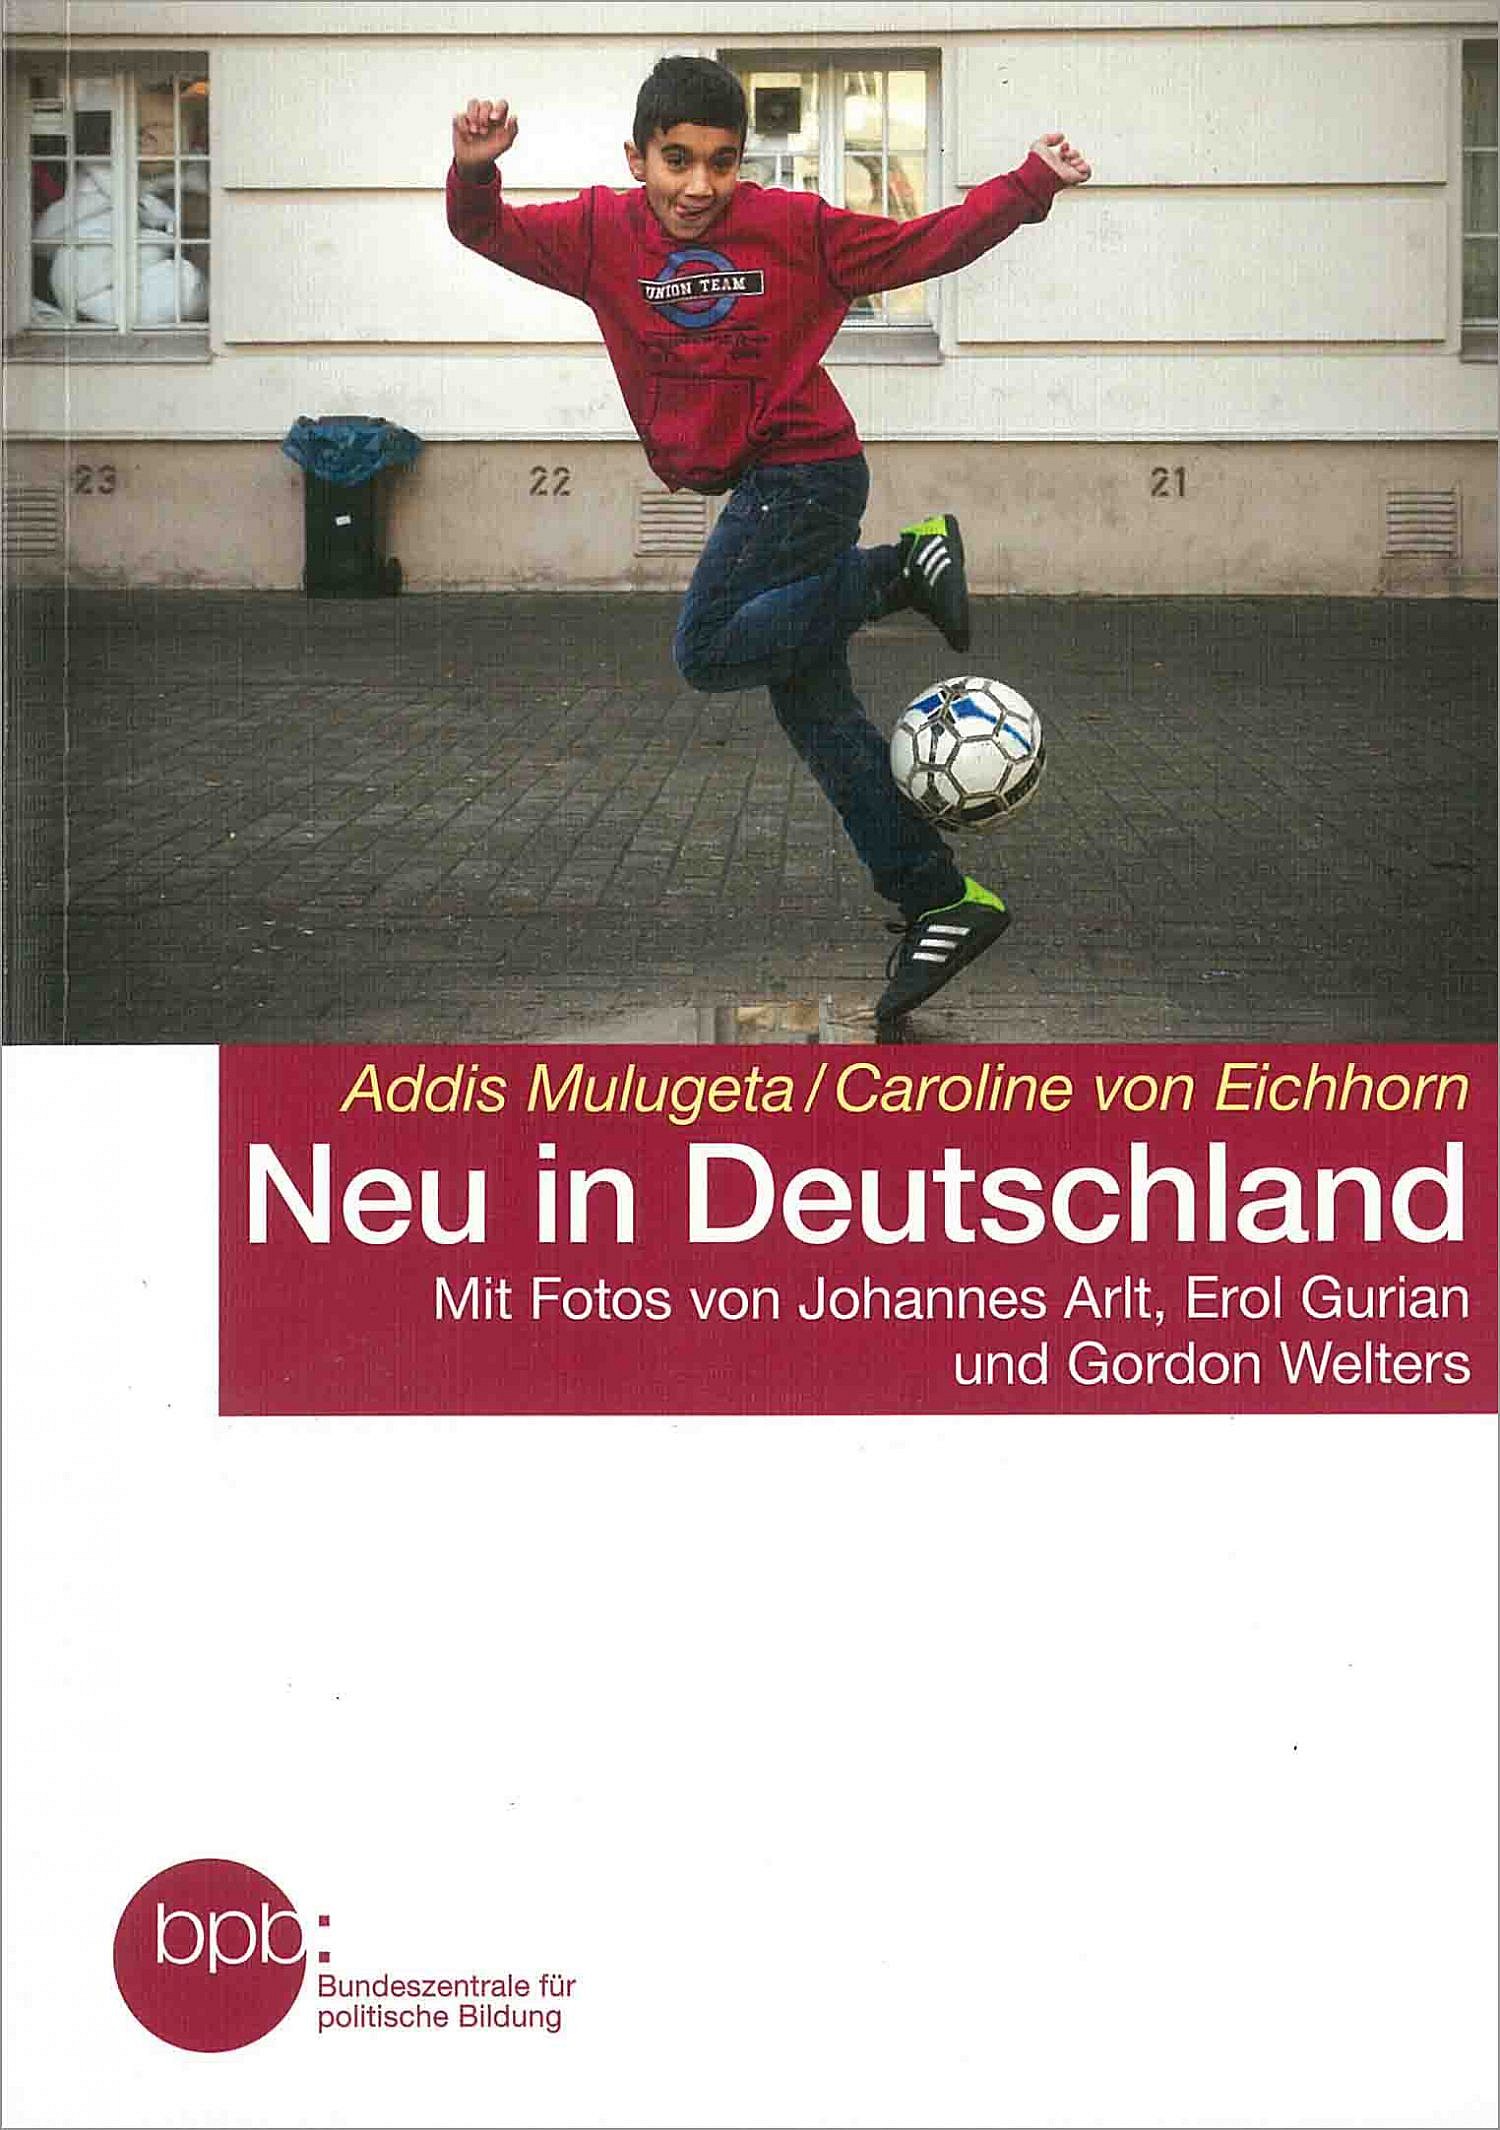 UNION TEAM
23
22
21
Addis Mulugeta / Caroline von Eichhorn
Neu in Deutschland
Mit Fotos von Johannes Arlt, Erol Gurian
und Gordon Welters
bpb:
Bundeszentrale für
politische Bildung